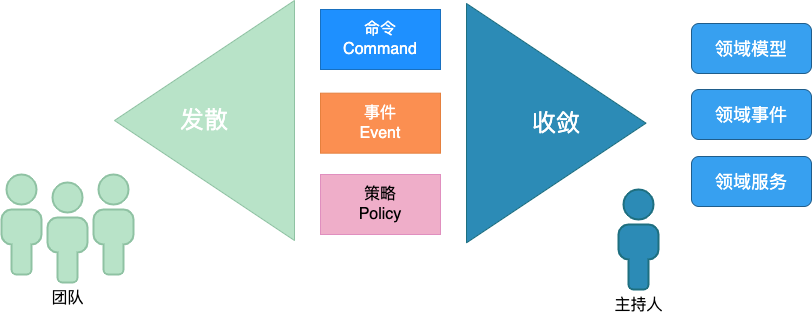 发散
命令
Command
事件
Event
策略
Policy
收敛
领域模型
领域事件
领域服务
团队
主持人